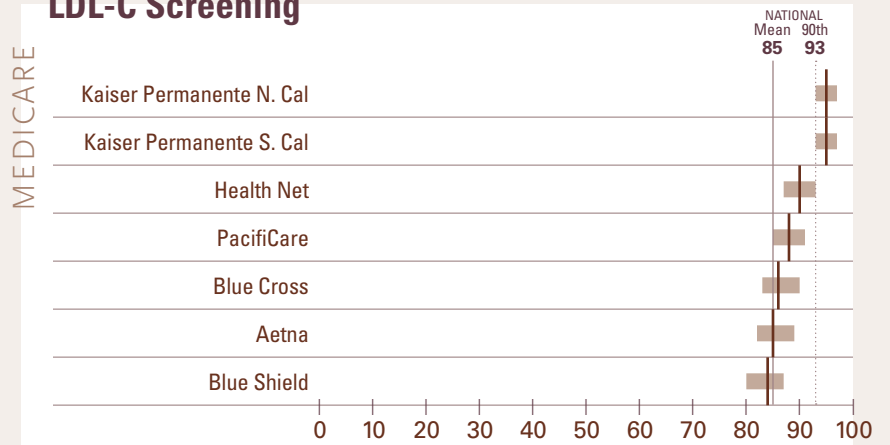 LDL-C Screening
NATIONAL
Mean 90th
85 93
MEDICARE
Kaiser Permanente N. Cal
Kaiser Permanente S. Cal
Health Net
PacifiCare
Blue Cross
Aetna
Blue Shield
0 10 20 30 40 50 60 70 80 90 100